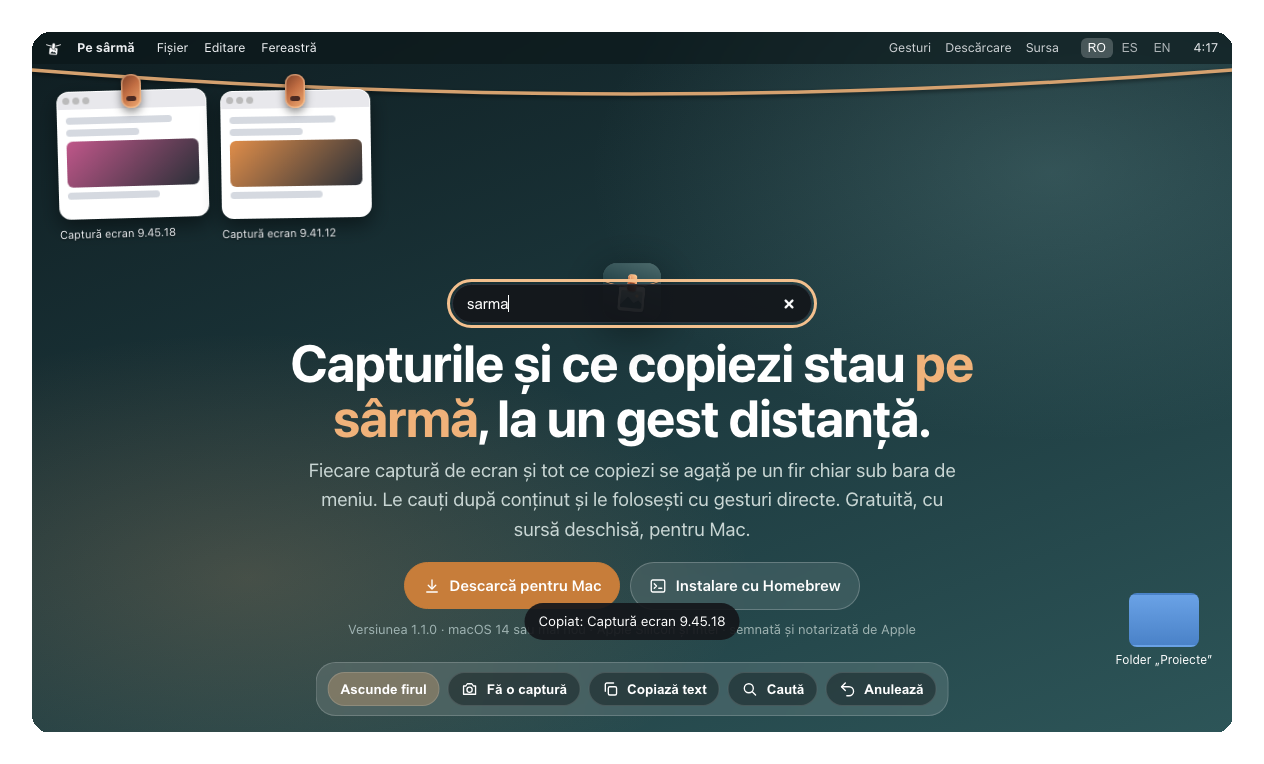 Pe sârmă Fișier Editare Fereastră Gesturi Descărcare Sursa RO ES EN 4:17
Captură ecran 9.45.18 Captură ecran 9.41.12
sarma
Capturile și ce copiezi stau pe
sârmă, la un gest distanță.
Fiecare captură de ecran și tot ce copiezi se agață pe un fir chiar sub bara de
meniu. Le cauți după conținut și le folosești cu gesturi directe. Gratuită, cu
sursă deschisă, pentru Mac.
Descarcă pentru Mac Instalare cu Homebrew
Copiat: Captură ecran 9.45.18
Versiunea 1.1.0 · macOS 14 și notarizată de Apple
Folder „Proiecte”
Ascunde firul Fă o captură Copiază text Caută Anulează